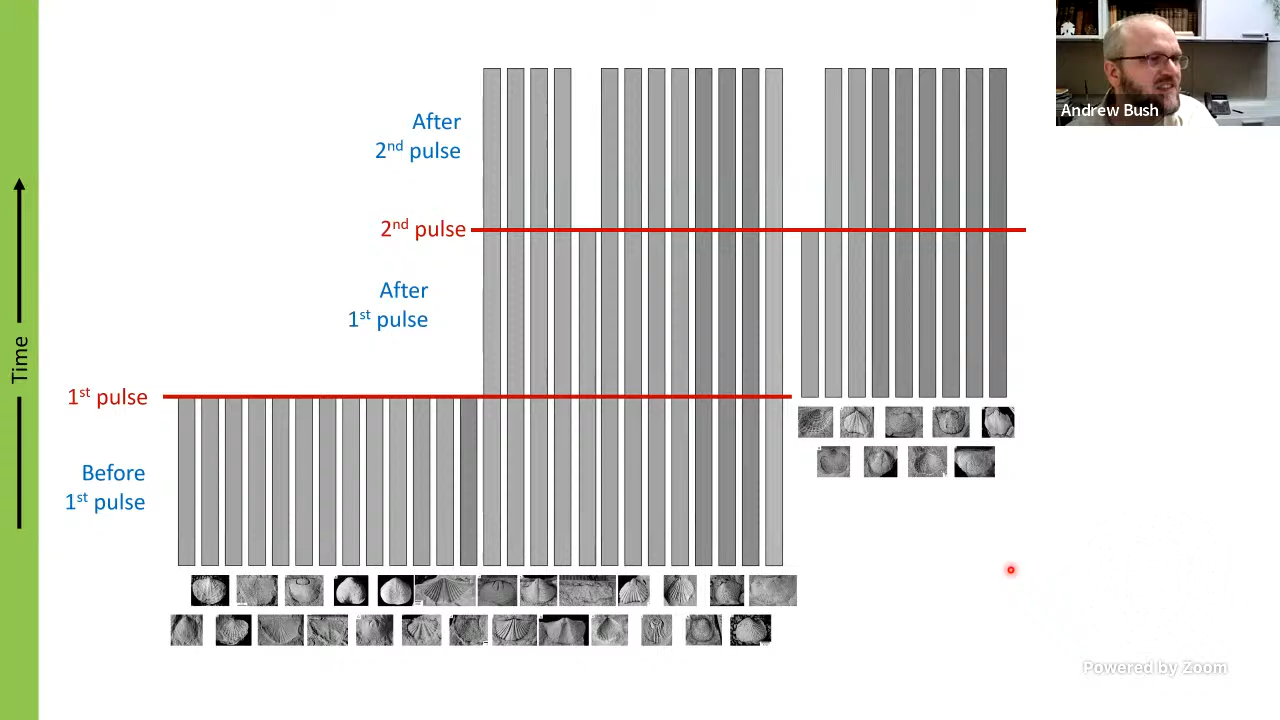 After
2nd pulse
2nd pulse
After
1st pulse
1st pulse
Before
1st pulse
Time
Andrew Bush
Powered by Zoom